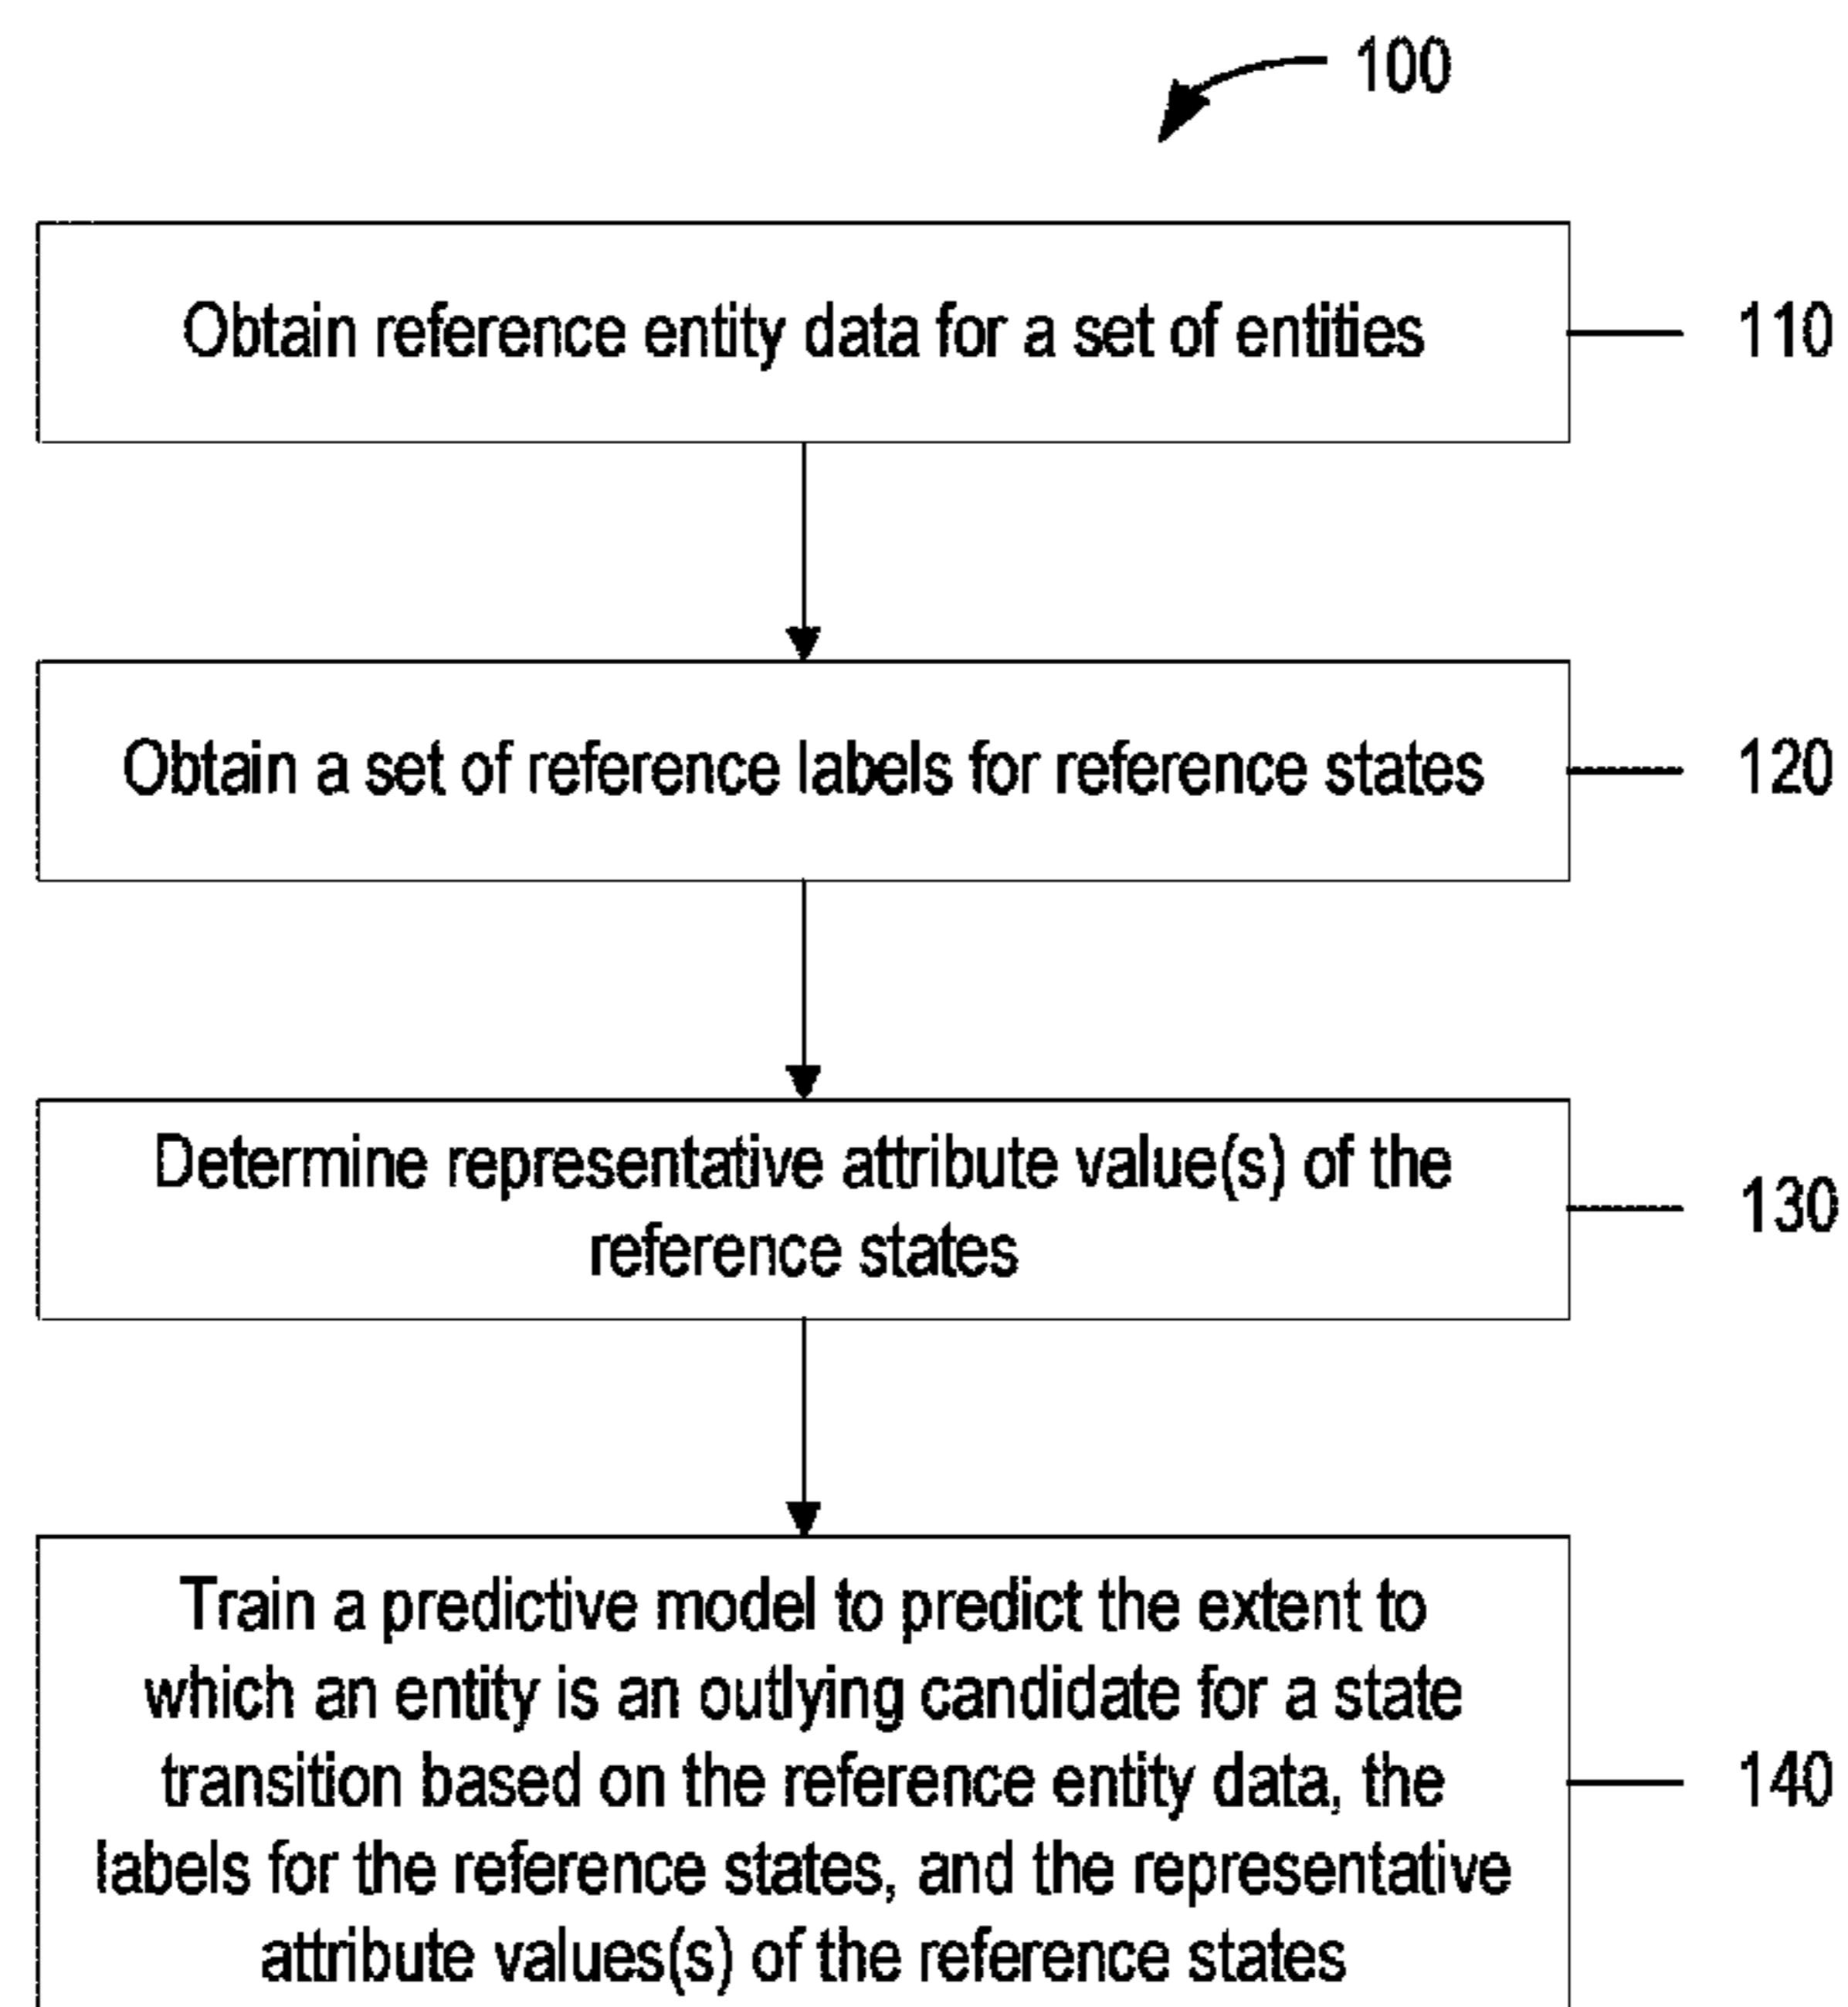 100
Obtain reference entity data for a set of entities
110
Obtain a set of reference labels for reference states
120
Determine representative attribute value(s) of the
reference states
130
Train a predictive model to predict the extent to
which an entity is an outlying candidate for a state
transition based on the reference entity data, the
labels for the reference states, and the representative
attribute values(s) of the reference states
140